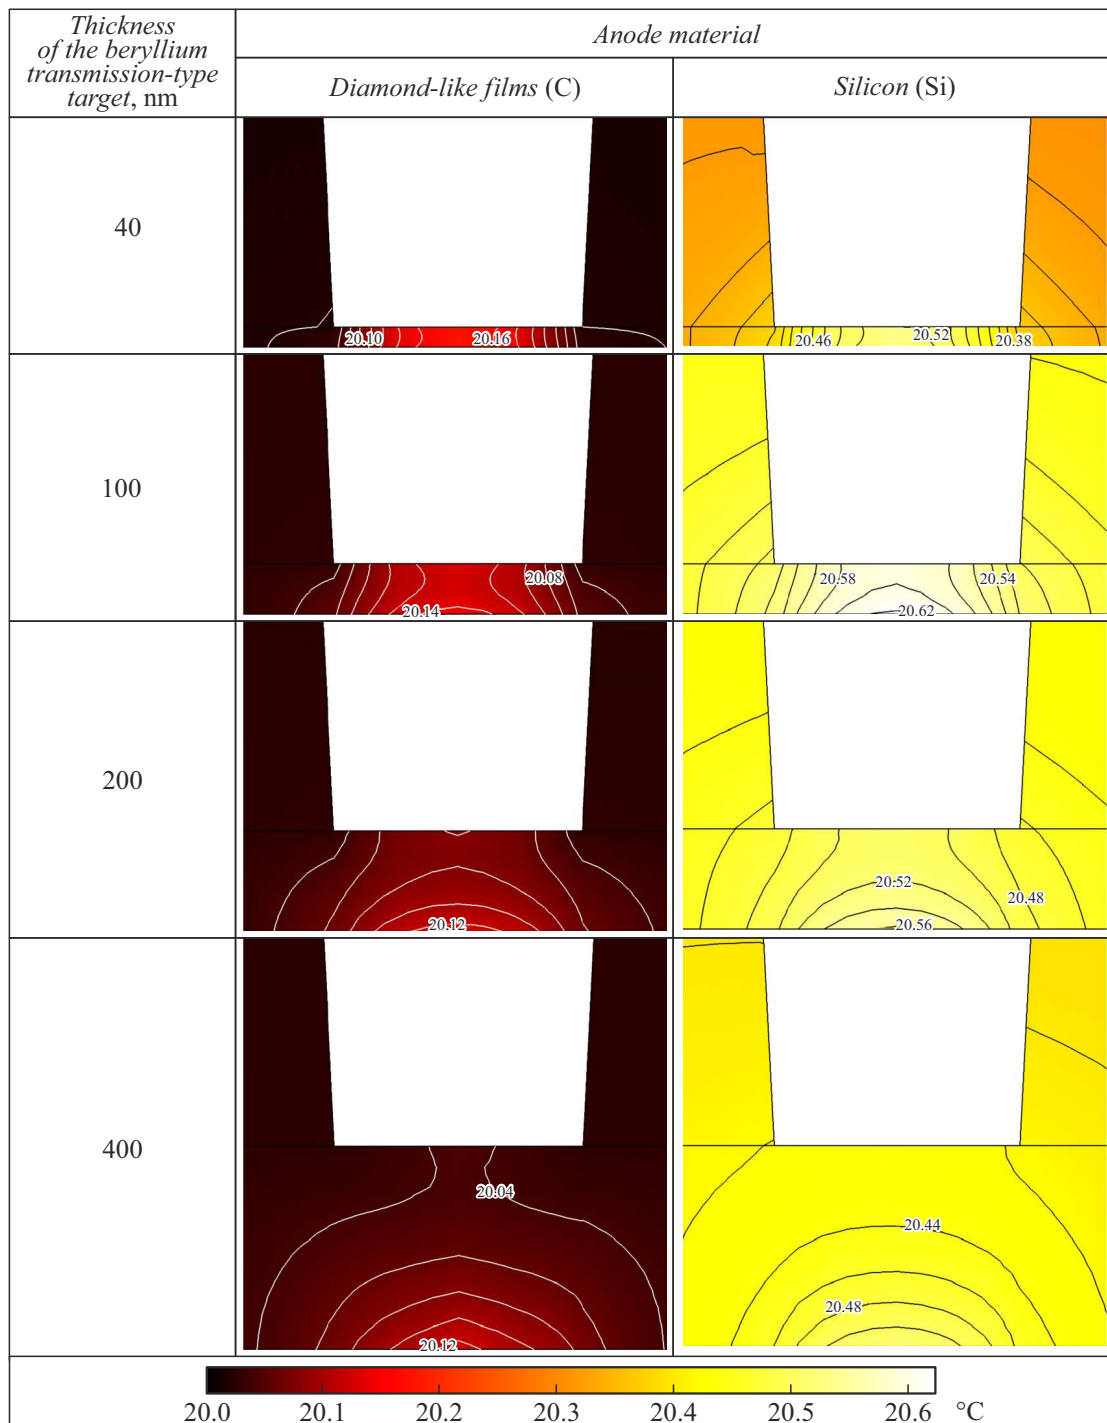 Thickness
of the beryllium
transmission-type
target, nm
Anode material
Diamond-like films (C)
Silicon (Si)
40
20.10
20.16
20.46
20.52
20.38
100
20.08
20.14
20.58
20.54
20.62
200
20.12
20.52
20.48
20.56
400
20.04
20.12
20.44
20.48
20.0 20.1 20.2 20.3 20.4 20.5 20.6 °C